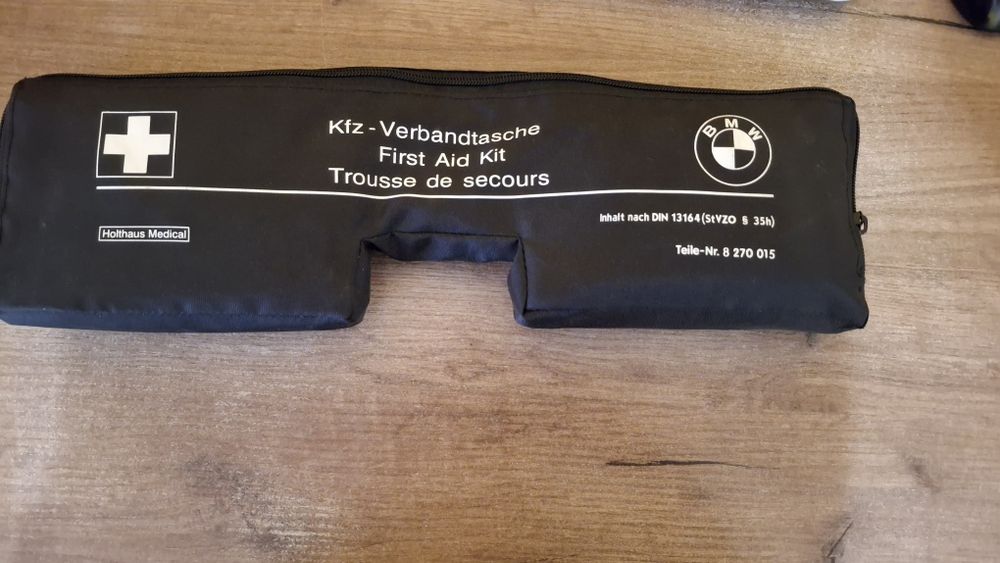 Kfz-Verbandtasche
First Aid Kit
Trousse de secours
BMW
Holthaus Medical
Inhalt nach DIN 13164 (StVZO § 35h)
Teile-Nr. 8 270 015